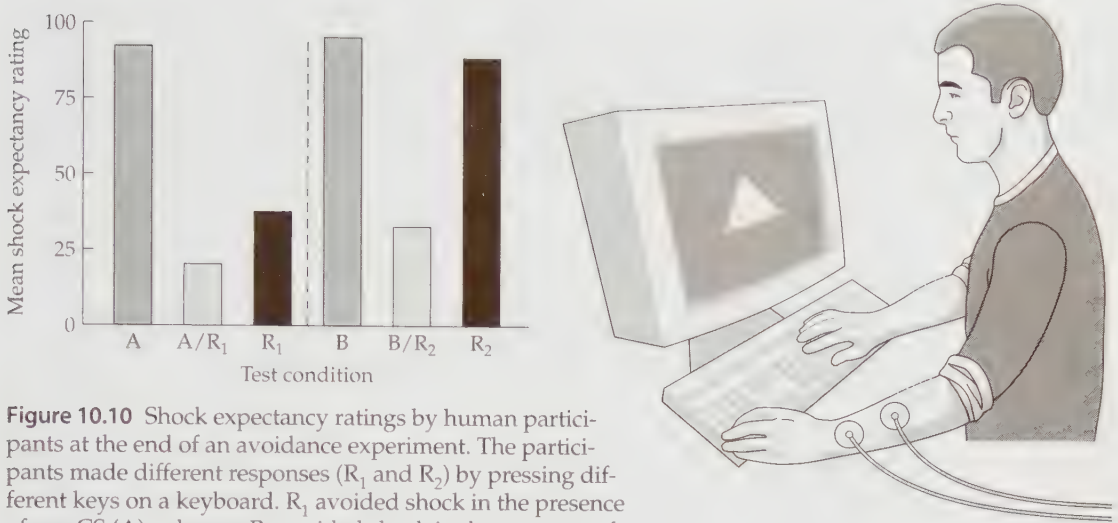 Mean shock expectancy rating
100
75
50
25
0
A A/R₁ R₁ B B/R₂ R₂
Test condition
Figure 10.10 Shock expectancy ratings by human partici-
pants at the end of an avoidance experiment. The partici-
pants made different responses (R₁ and R₂) by pressing dif-
ferent keys on a keyboard. R₁ avoided shock in the presence